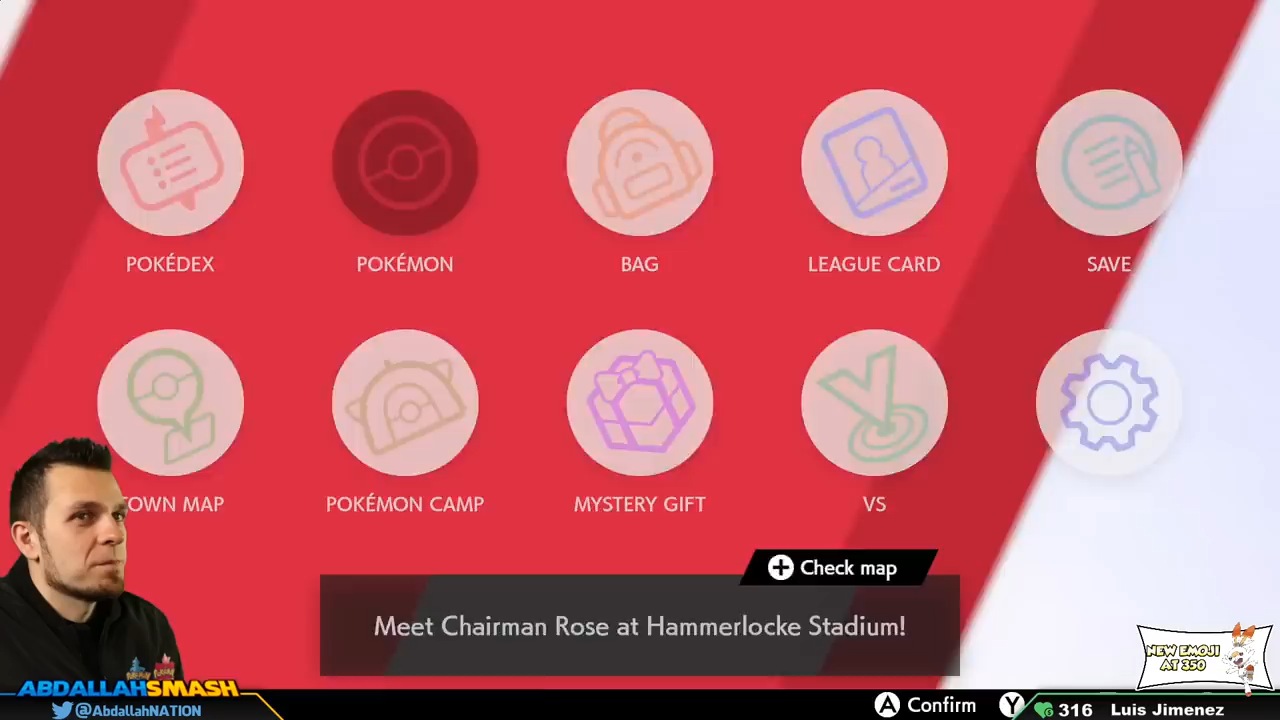 POKÉDEX
POKÉMON
BAG
LEAGUE CARD
SAVE
TOWN MAP
POKÉMON CAMP
MYSTERY GIFT
VS
Check map
Meet Chairman Rose at Hammerlocke Stadium!
NEW EMOJI
AT 350
ABDALLAHSMASH
@AbdallahNATION
A Confirm
Y
316 Luis Jimenez